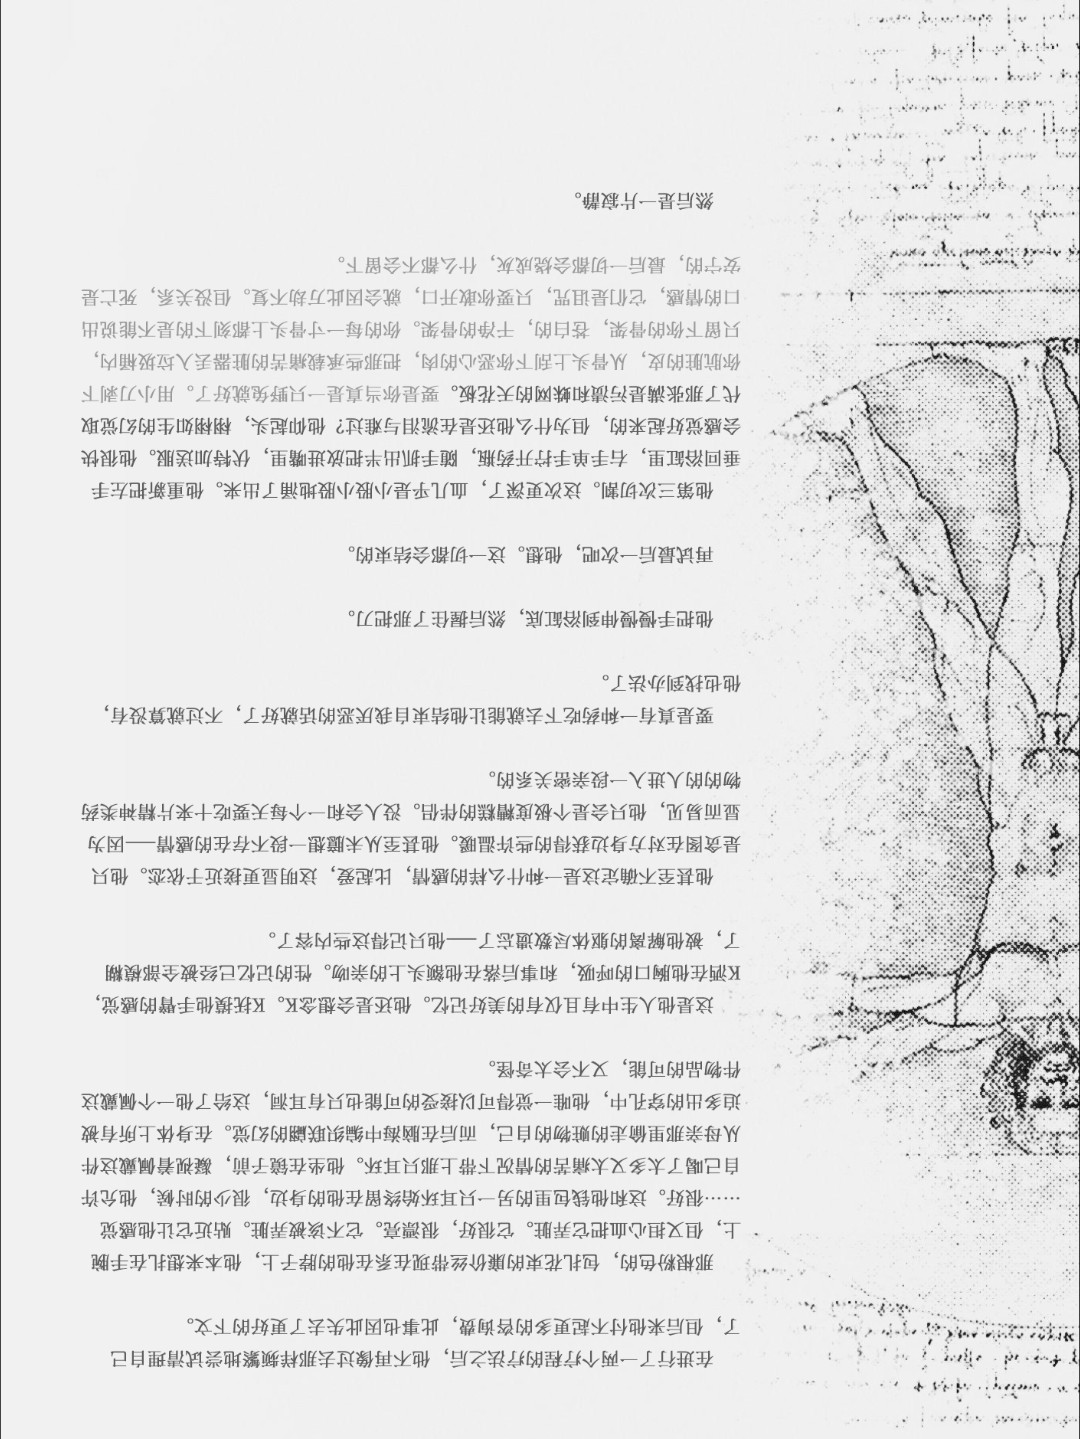 在进行了一两个疗程的疗法之后，他不再像过去那样频繁地尝试清理自己
了，但后来他付不起更多的咨询费，此事也因此失去了更好的下文。
那根粉色的，包扎花束的廉价丝带现在系在他的脖子上，他本来想扎在手腕
上，但又担心血把它弄脏。它很好，很漂亮。它不该被弄脏。贴近它让他感觉
……很好。这和他钱包里的另一只耳环始终留在他的身边，很少的时候，他允许
自己喝了太多又太痛苦的情况下带上那只耳环。他坐在镜子前，凝视着佩戴这件
从母亲那里偷走的赃物的自己，而后在脑海中编织联翩的幻觉。在身体上所有被
迫多出的穿孔中，他唯一觉得可以接受的可能也只有耳洞，这给了他一个佩戴这
件物品的可能，又不会太奇怪。
这是他人生中有且仅有的美好记忆。他还是会想念K。K抚摸他手臂的感觉，
K洒在他胸口的呼吸，和事后落在他额头上的亲吻。性的记忆已经被全部模糊
了，被他解离的躯体尽数遗忘了——他只记得这些内容了。
他甚至不确定这是一种什么样的感情，比起爱，这明显更接近于依恋。他只
是贪图在对方身边获得的些许温暖。他甚至从未臆想一段不存在的感情——因为
显而易见，他只会是个极度糟糕的伴侣。没人会和一个每天要吃十来片精神类药
物的的人进入一段亲密关系的。
要是真有一种药吃下去就能让他结束自我厌恶的话就好了，不过就算没有，
他也找到办法了。
他把手慢慢伸到浴缸底，然后握住了那把刀。
再试最后一次吧，他想。这一切都会结束的。
他第三次切割。这次更深了，血几乎是小股小股地涌了出来。他重新把左手
垂回浴缸里，右手单手拧开药瓶，随手抓出半把放进嘴里，伏特加送服。他很快
会感觉好起来的，但为什么他还是在流泪与难过？他仰起头，栩栩如生的幻觉取
代了那张满是污渍和蛛网的天花板。要是你当真是一只野兔就好了。用小刀剥下
你肮脏的皮，从骨头上刮下你恶心的肉，把那些承载痛苦的脏器丢入垃圾桶内，
只留下你的骨架，苍白的，干净的骨架。你的每一寸骨头上都刻下的是不能说出
口的情感，它们是诅咒，只要你敢开口，就会因此万劫不复。但没关系，死亡是
安宁的，最后一切都会烧成灰，什么都不会留下。
然后是一片寂静。